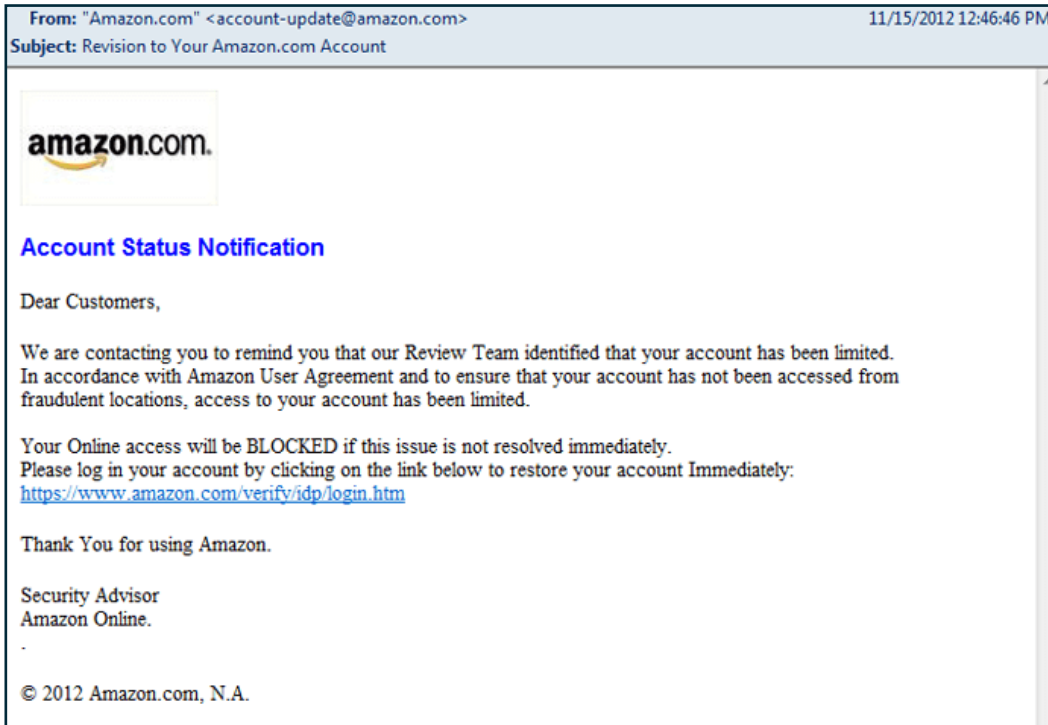 From: "Amazon.com" <account-update@amazon.com> 11/15/2012 12:46:46 PM
Subject: Revision to Your Amazon.com Account
amazon.com.
Account Status Notification
Dear Customers,
We are contacting you to remind you that our Review Team identified that your account has been limited.
In accordance with Amazon User Agreement and to ensure that your account has not been accessed from
fraudulent locations, access to your account has been limited.
Your Online access will be BLOCKED if this issue is not resolved immediately.
Please log in your account by clicking on the link below to restore your account Immediately:
https://www.amazon.com/verify/idp/login.htm
Thank You for using Amazon.
Security Advisor
Amazon Online.
.
© 2012 Amazon.com, N.A.